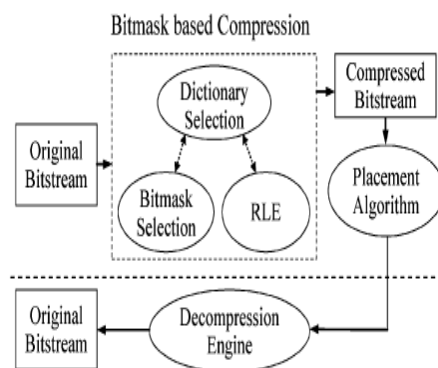 Bitmask based Compression
Original
Bitstream
Dictionary
Selection
Bitmask
Selection
RLE
Compressed
Bitstream
Placement
Algorithm
Original
Bitstream
Decompression
Engine